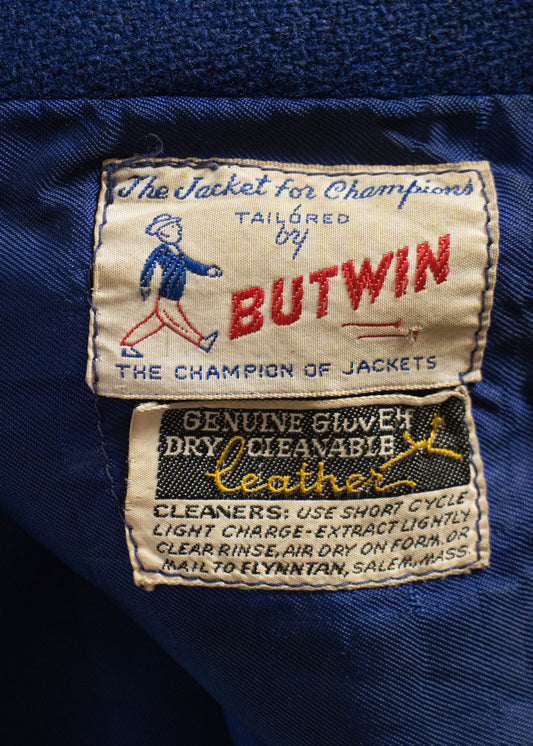 The Jacket for Champions
TAILORED
by
BUTWIN
THE CHAMPION OF JACKETS
GENUINE GLOVER
DRY CLEANABLE
leather
CLEANERS: USE SHORT CYCLE
LIGHT CHARGE-EXTRACT LIGHTLY
CLEAR RINSE, AIR DRY ON FORM, OR
MAIL TO FLYNNTAN, SALEM, MASS.